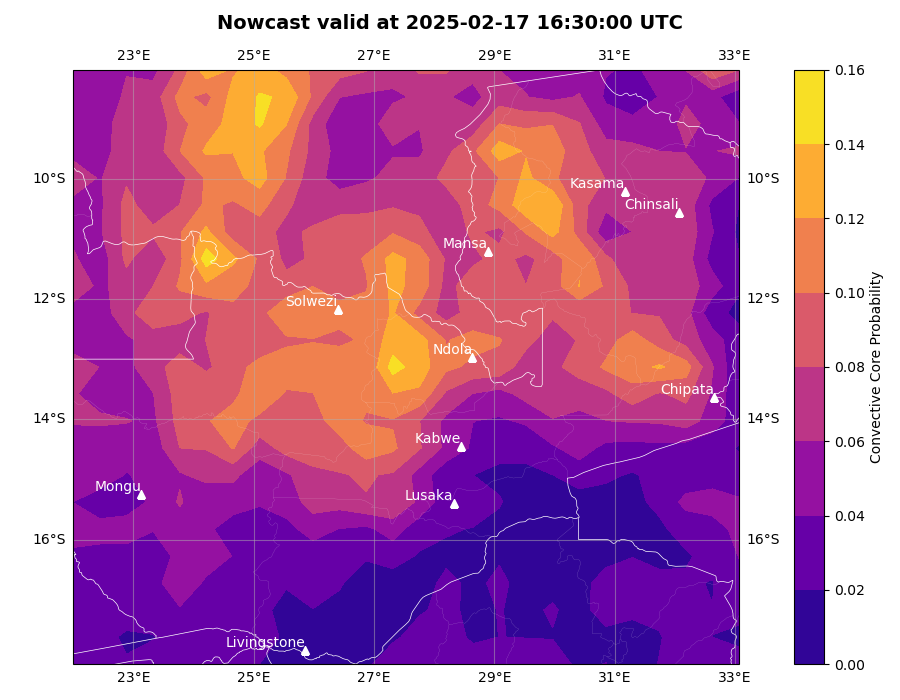 Nowcast valid at 2025-02-17 16:30:00 UTC
23°E 25°E 27°E 29°E 31°E 33°E
0.16
0.14
10°S Kasama 10°S
Chinsali
0.12
Mansa
12°S Solwezi 12°S
0.10
Ndola
0.08
Chipata
14°S 14°S
Kabwe
0.06
Mongu
Lusaka
0.04
16°S 16°S
0.02
Livingstone
0.00
23°E 25°E 27°E 29°E 31°E 33°E
Convective Core Probability